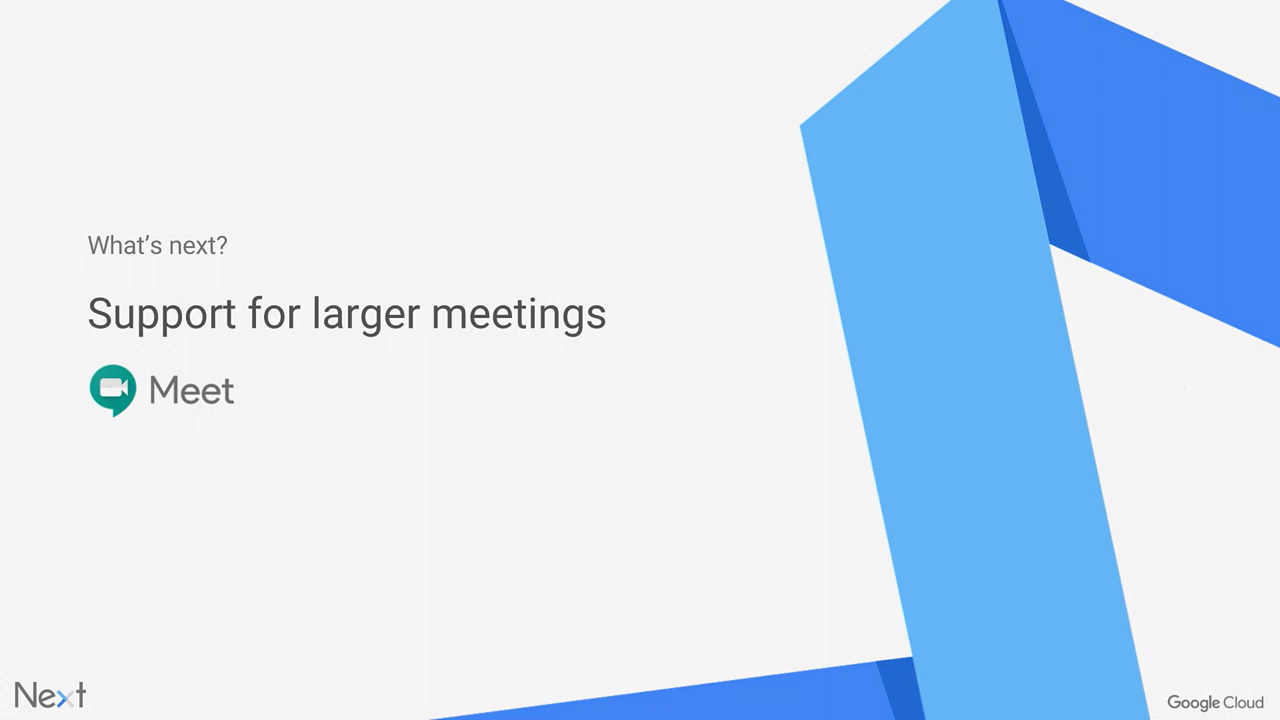 What’s next?
Support for larger meetings
Meet
Next
Google Cloud